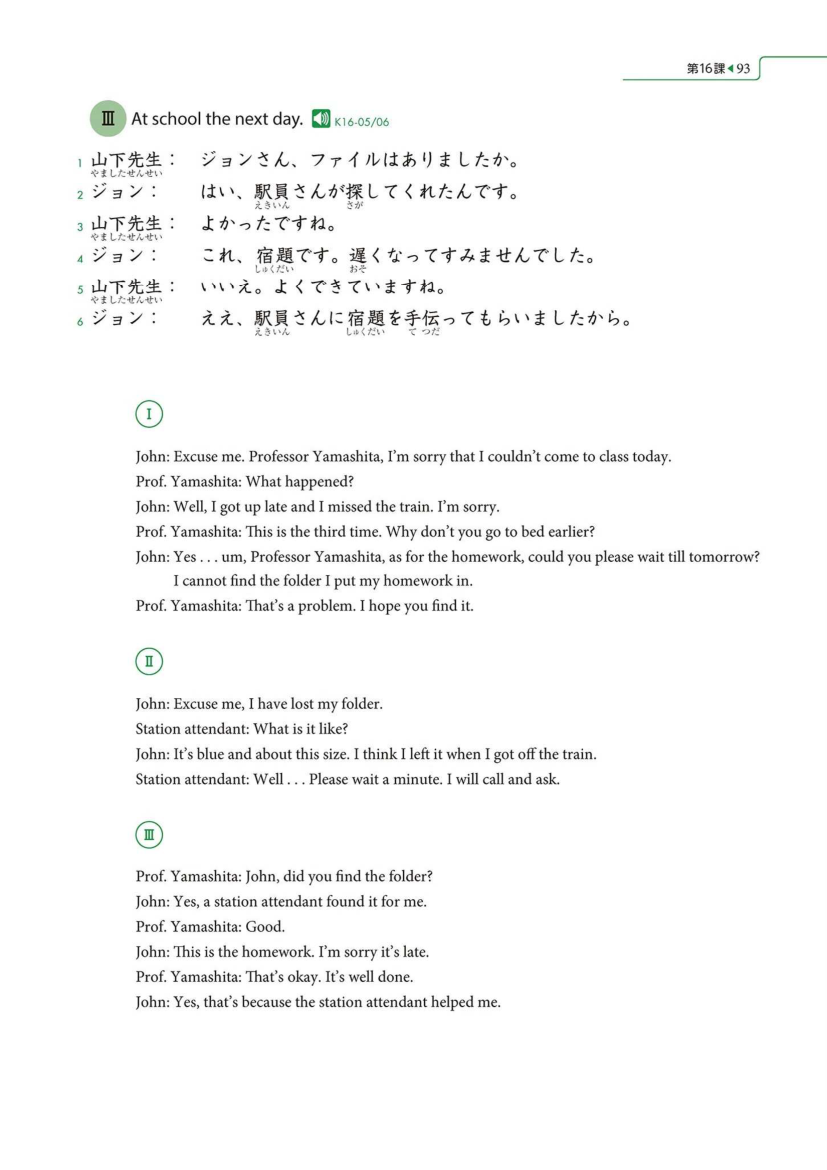 第16課 ◀ 93
Ⅲ At school the next day. K16-05/06
1 山下先生： ジョンさん、ファイルはありましたか。
やましたせんせい
2 ジョン： はい、駅員さんが探してくれたんです。
えきいん さが
3 山下先生： よかったですね。
やましたせんせい
4 ジョン： これ、宿題です。遅くなってすみませんでした。
しゅくだい おそ
5 山下先生： いいえ。よくできていますね。
やましたせんせい
6 ジョン： ええ、駅員さんに宿題を手伝ってもらいましたから。
えきいん しゅくだい て つだ
Ⅰ
John: Excuse me. Professor Yamashita, I’m sorry that I couldn’t come to class today.
Prof. Yamashita: What happened?
John: Well, I got up late and I missed the train. I’m sorry.
Prof. Yamashita: This is the third time. Why don’t you go to bed earlier?
John: Yes . . . um, Professor Yamashita, as for the homework, could you please wait till tomorrow?
I cannot find the folder I put my homework in.
Prof. Yamashita: That’s a problem. I hope you find it.
Ⅱ
John: Excuse me, I have lost my folder.
Station attendant: What is it like?
John: It’s blue and about this size. I think I left it when I got off the train.
Station attendant: Well . . . Please wait a minute. I will call and ask.
Ⅲ
Prof. Yamashita: John, did you find the folder?
John: Yes, a station attendant found it for me.
Prof. Yamashita: Good.
John: This is the homework. I’m sorry it’s late.
Prof. Yamashita: That’s okay. It’s well done.
John: Yes, that’s because the station attendant helped me.